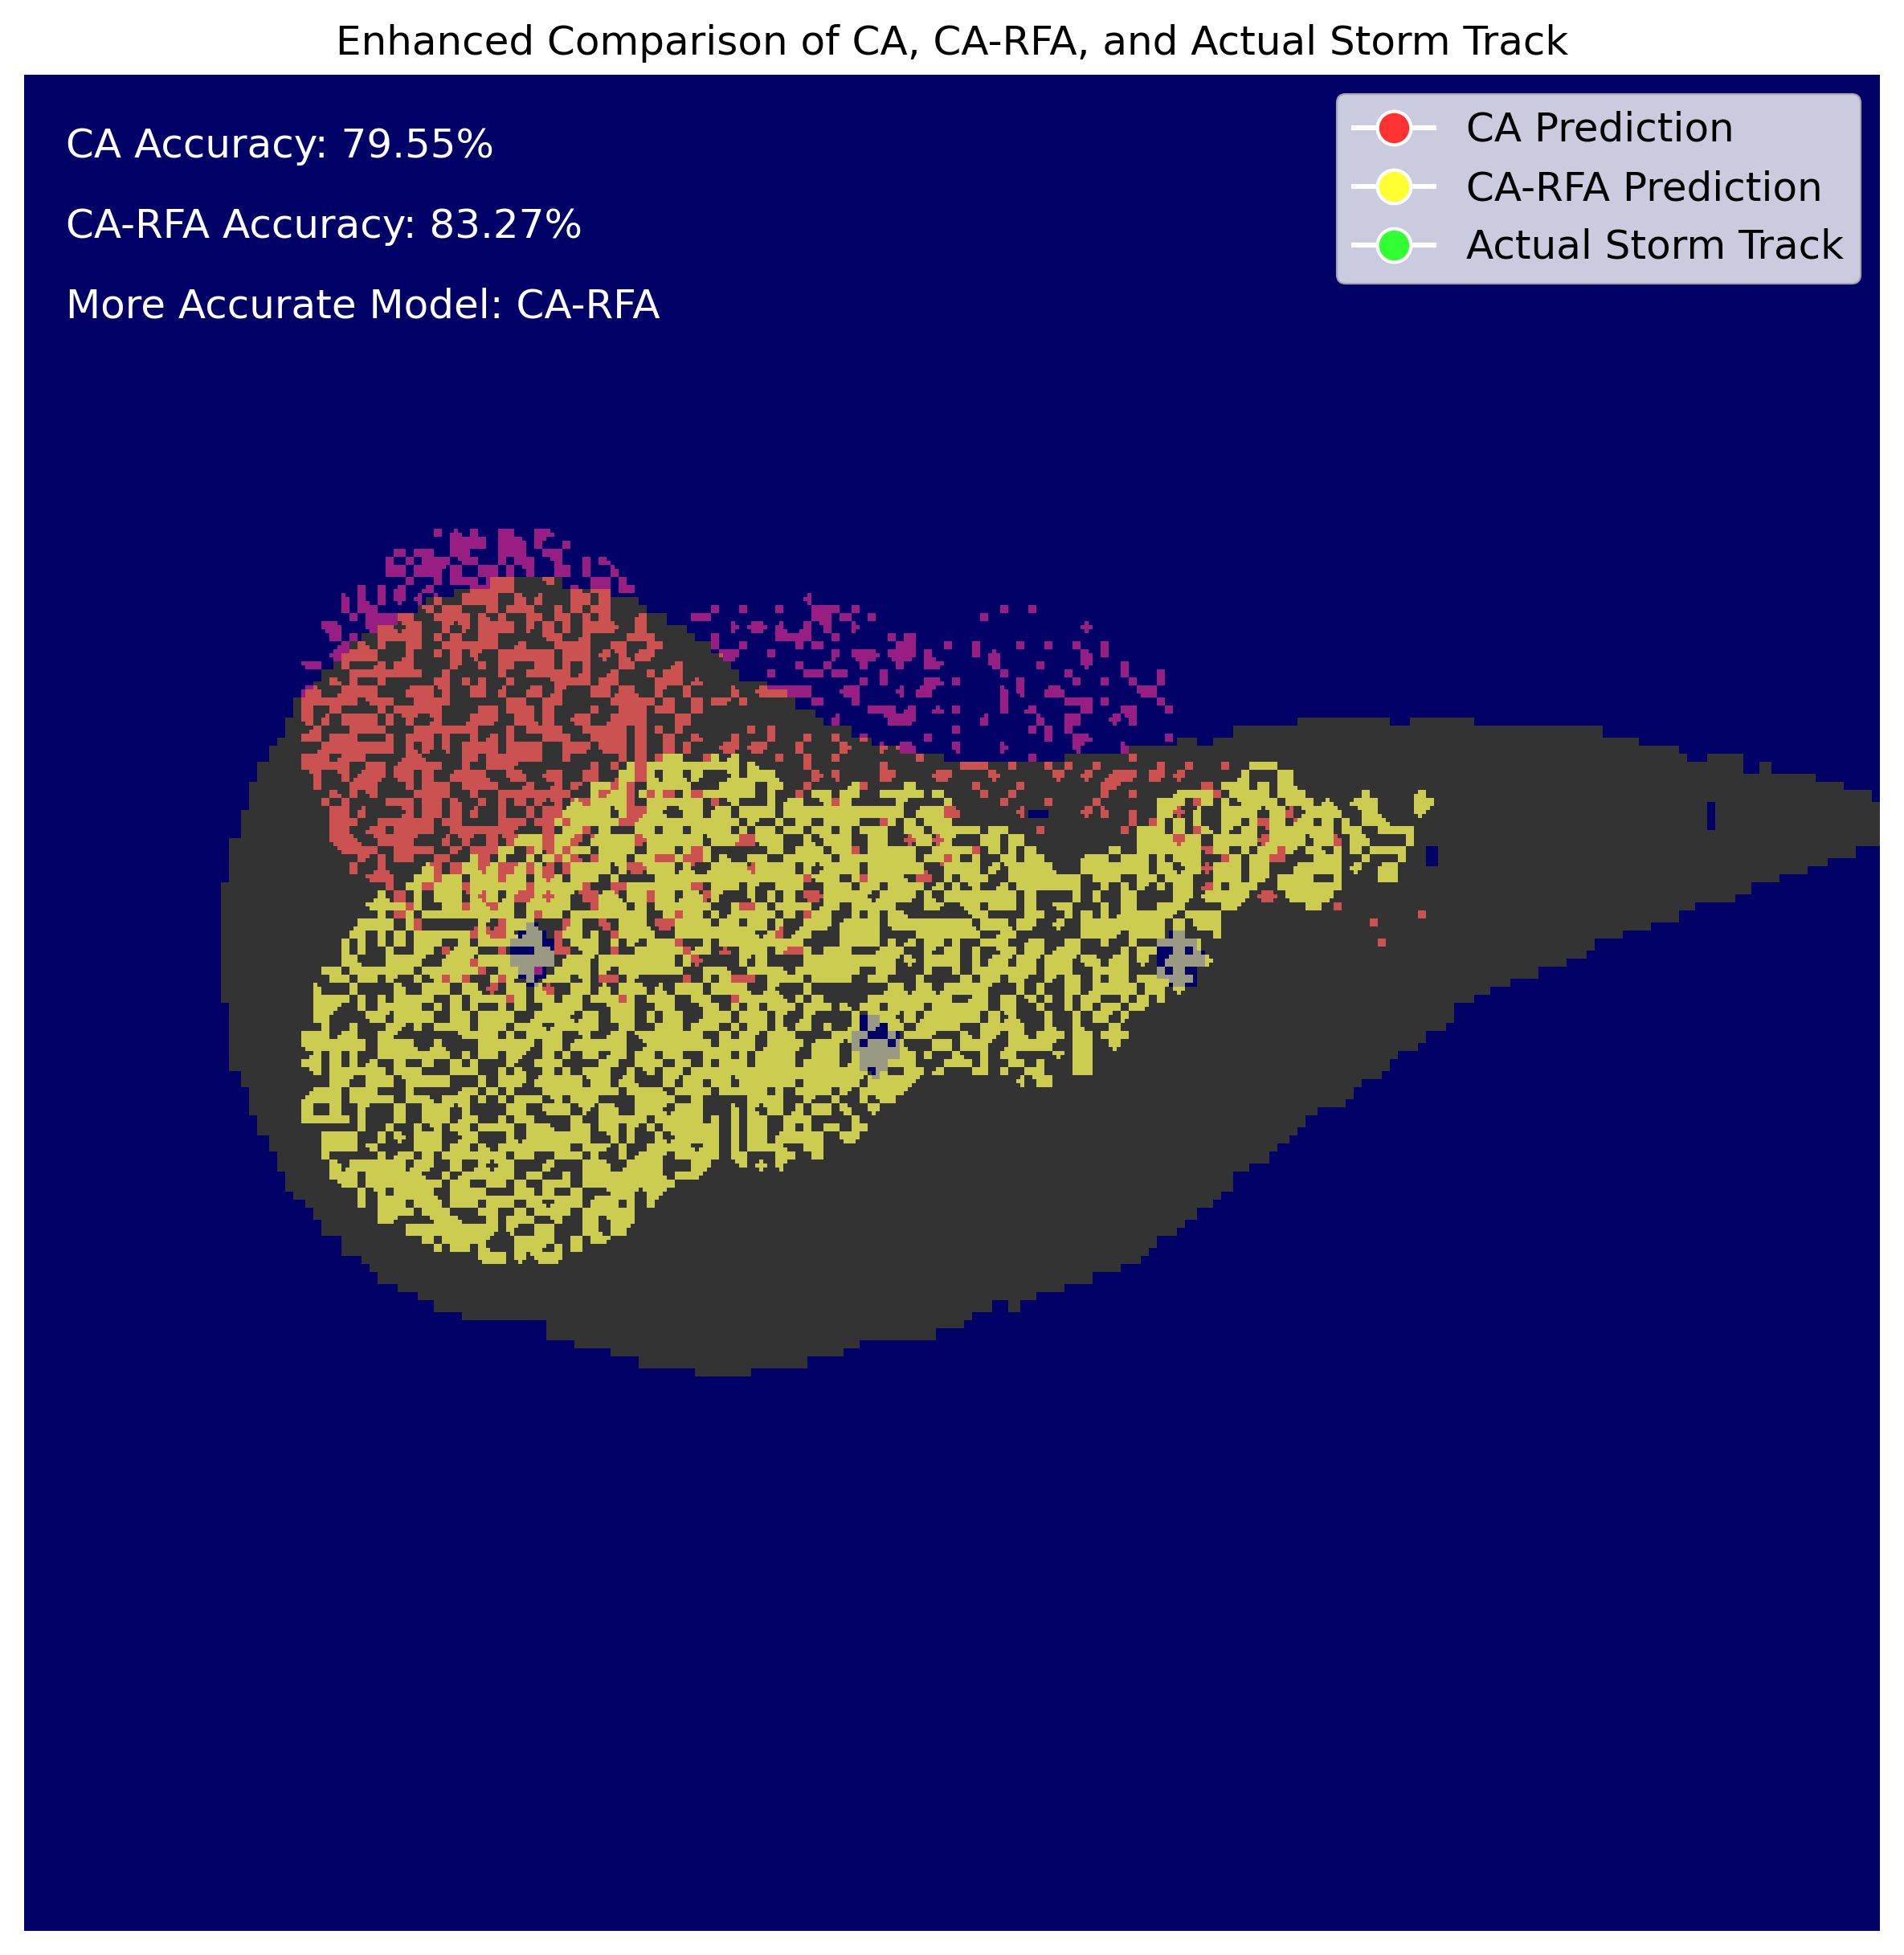 Enhanced Comparison of CA, CA-RFA, and Actual Storm Track
CA Accuracy: 79.55%
CA-RFA Accuracy: 83.27%
More Accurate Model: CA-RFA
CA Prediction
CA-RFA Prediction
Actual Storm Track